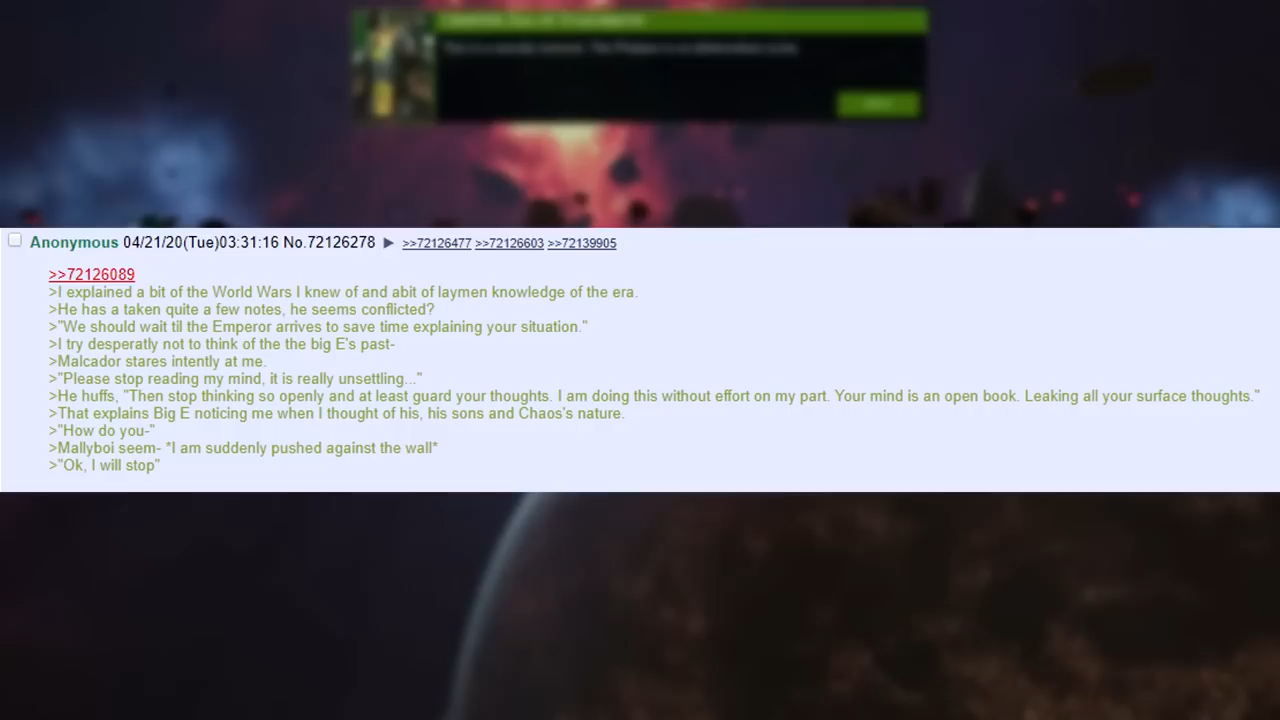 Anonymous 04/21/20(Tue)03:31:16 No.72126278 ▶ >>72126477 >>72126603 >>72139905
>>72126089
>I explained a bit of the World Wars I knew of and abit of laymen knowledge of the era.
>He has a taken quite a few notes, he seems conflicted?
>"We should wait til the Emperor arrives to save time explaining your situation."
>I try desperatly not to think of the the big E's past-
>Malcador stares intently at me.
>"Please stop reading my mind, it is really unsettling..."
>He huffs, "Then stop thinking so openly and at least guard your thoughts. I am doing this without effort on my part. Your mind is an open book. Leaking all your surface thoughts."
>That explains Big E noticing me when I thought of his, his sons and Chaos's nature.
>"How do you-"
>Mallyboi seem- *I am suddenly pushed against the wall*
>"Ok, I will stop"